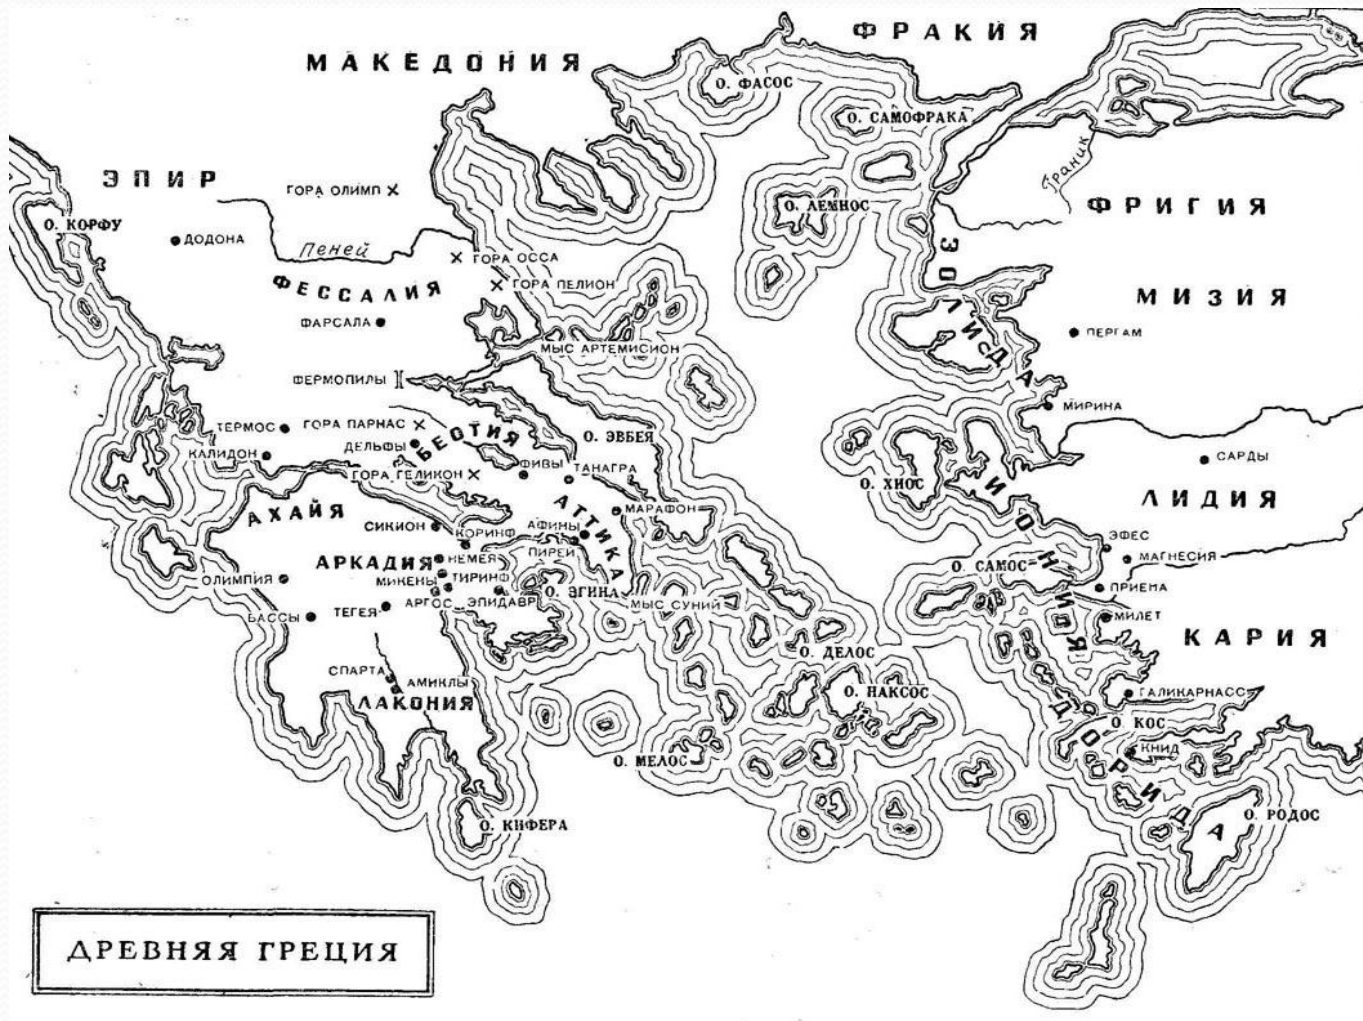 ФРАКИЯ
МАКЕДОНИЯ
О. ФАСОС
О. САМОФРАКА
Граник
ЭПИР
ГОРА ОЛИМП
О. ЛЕМНОС
ФРИГИЯ
О. КОРФУ
ДОДОНА
Пеней
ГОРА ОССА
ФЕССАЛИЯ
ГОРА ПЕЛИОН
ЭОЛИДА
МИЗИЯ
ФАРСАЛА
ПЕРГАМ
МЫС АРТЕМИСИОН
ФЕРМОПИЛЫ
МИРИНА
ТЕРМОС
ГОРА ПАРНАС
БЕОТИЯ
О. ЭВБЕЯ
ДЕЛЬФЫ
КАЛИДОН
САРДЫ
ГОРА ГЕЛИКОН
ФИВЫ
ТАНАГРА
О. ХИОС
ИОНИЯ
ЛИДИЯ
АХАЙЯ
АТТИКА
МАРАФОН
СИКИОН
КОРИНФ
АФИНЫ
ЭФЕС
ПИРЕЙ
МАГНЕСИЯ
АРКАДИЯ
НЕМЕЯ
О. САМОС
ОЛИМПИЯ
МИКЕНЫ
ТИРИНФ
ПРИЕНА
АРГОС
ЭПИДАВР
О. ЭГИНА
МЫС СУНИЙ
БАССЫ
ТЕГЕЯ
МИЛЕТ
КАРИЯ
О. ДЕЛОС
СПАРТА
АМИКЛЫ
О. НАКСОС
ГАЛИКАРНАСС
ЛАКОНИЯ
ДОРИДА
О. КОС
КНИД
О. МЕЛОС
О. КИФЕРА
О. РОДОС
ДРЕВНЯЯ ГРЕЦИЯ